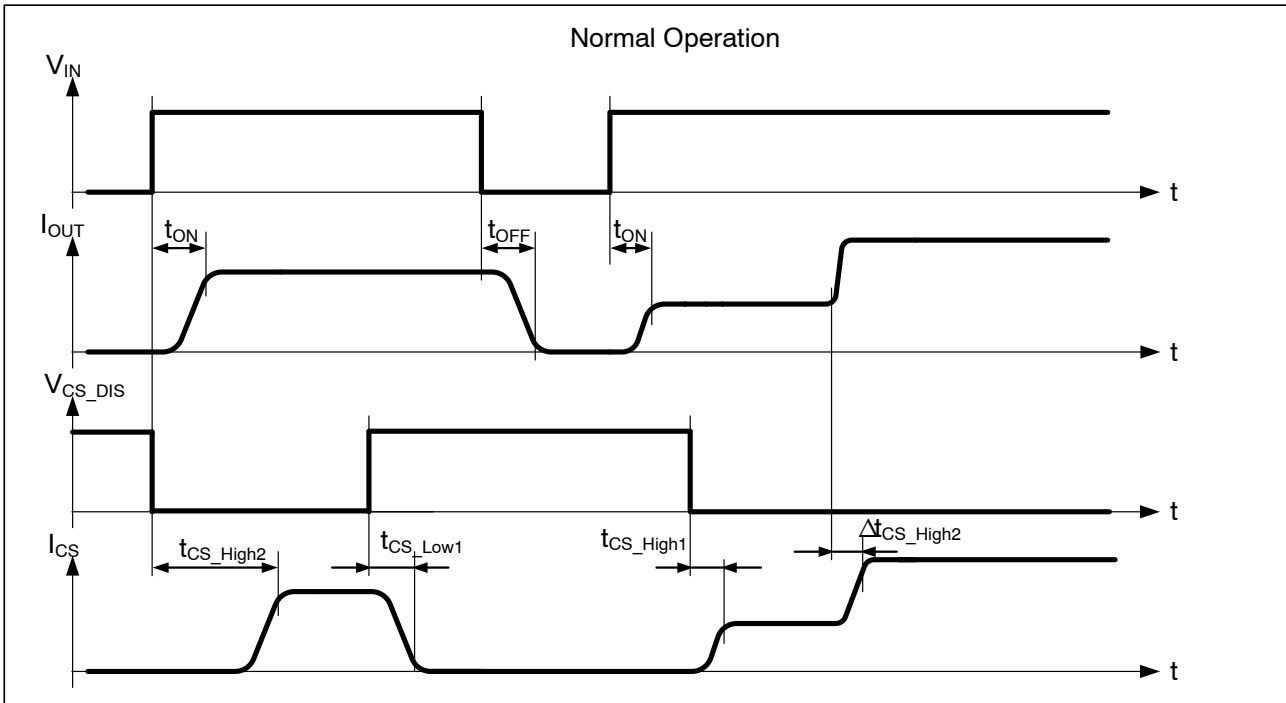 Normal Operation
V_IN
t
I_OUT
t_ON
t_OFF
t_ON
t
V_CS_DIS
t
I_CS
t_CS_High2
t_CS_Low1
t_CS_High1
Δt_CS_High2
t